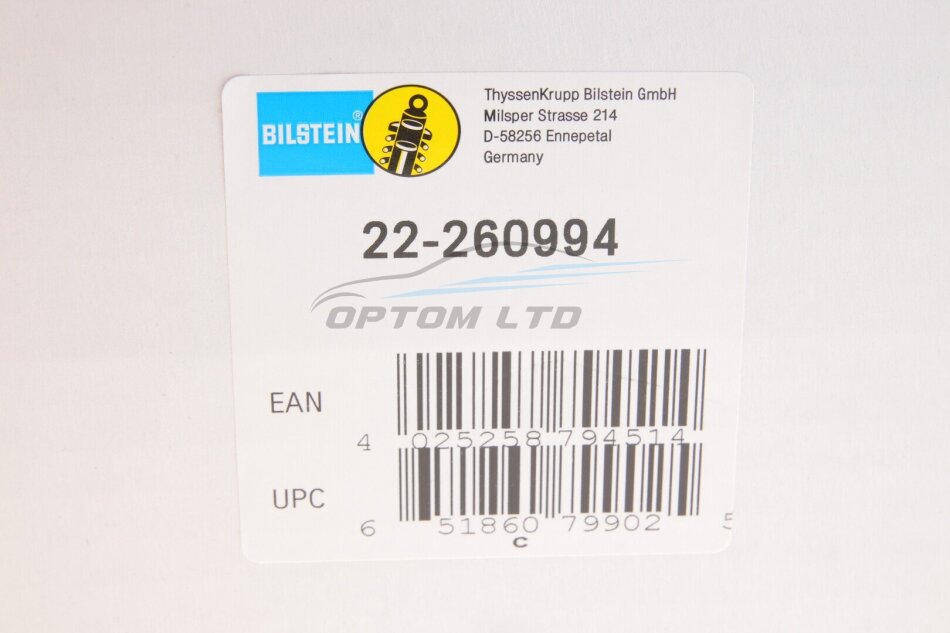 BILSTEIN®
ThyssenKrupp Bilstein GmbH
Milsper Strasse 214
D-58256 Ennepetal
Germany
22-260994
OPTOM LTD
EAN
4 025258 794514
UPC
6 51860 79902 5
C